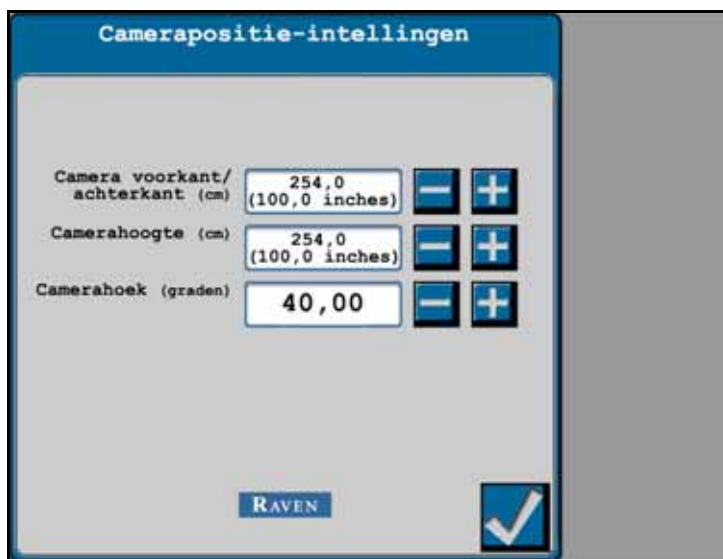 Camerapositie-intellingen
Camera voorkant/
achterkant (cm)
254,0
(100,0 inches)
Camerahoogte (cm)
254,0
(100,0 inches)
Camerahoek (graden)
40,00
RAVEN